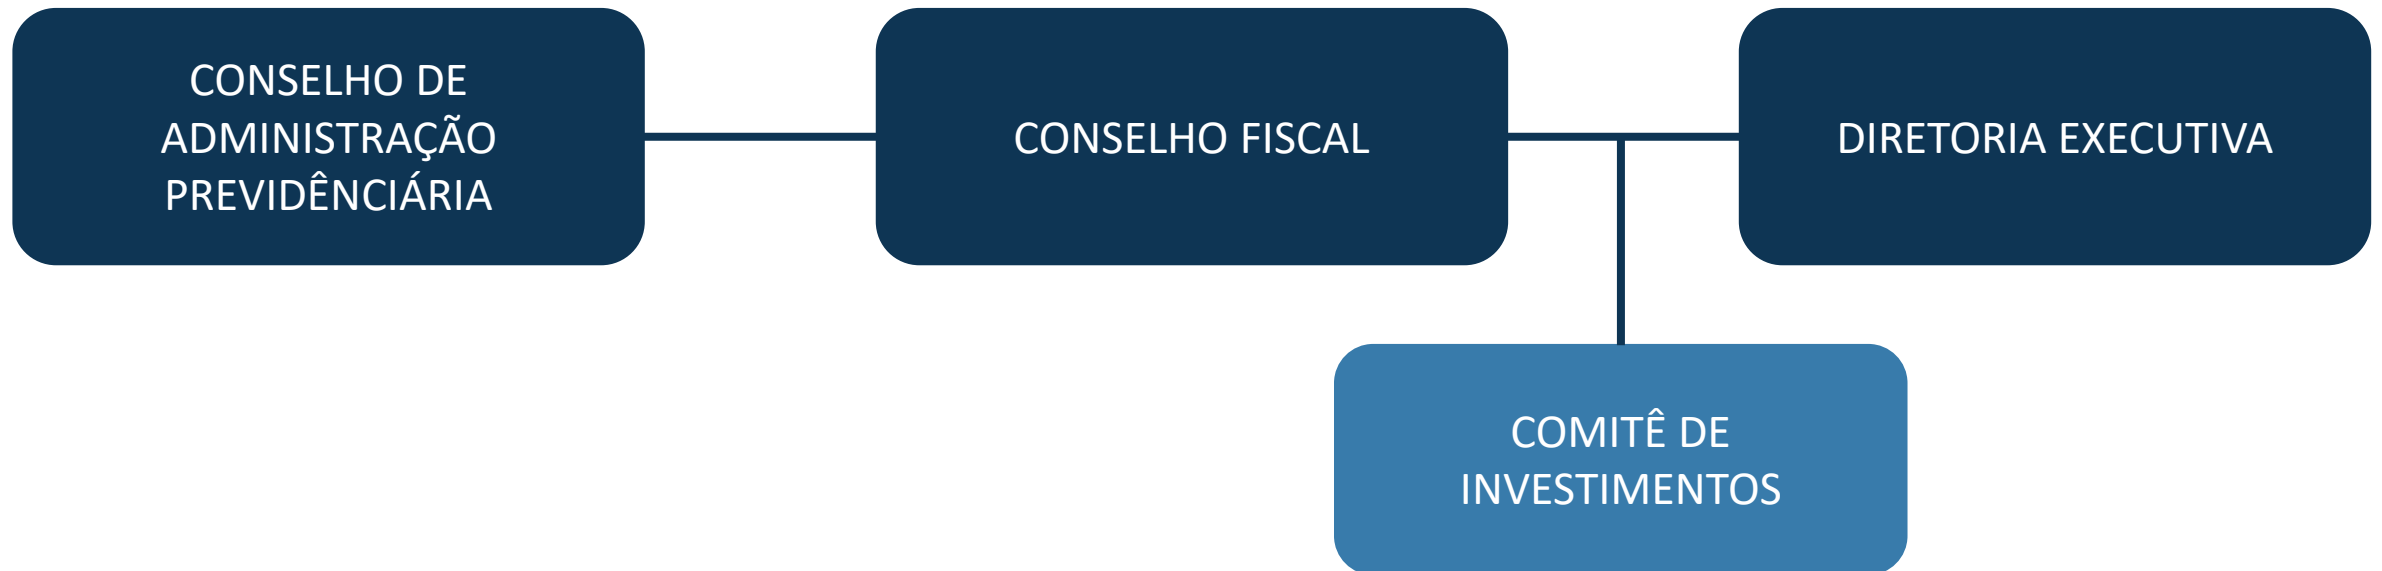 CONSELHO DE
ADMINISTRAÇÃO
PREVIDÊNCIÁRIA
CONSELHO FISCAL
DIRETORIA EXECUTIVA
COMITÊ DE
INVESTIMENTOS